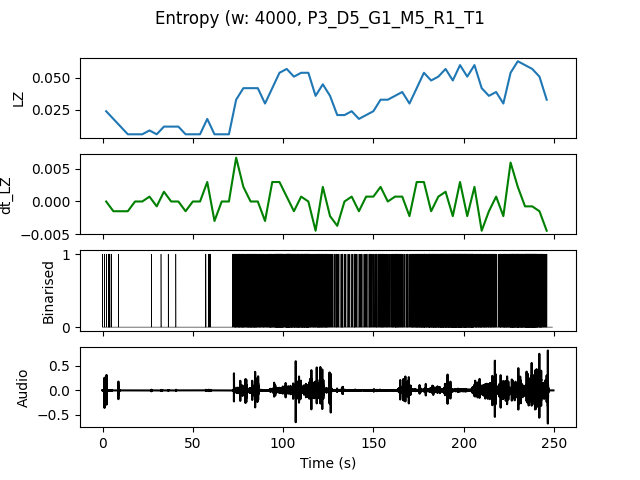 Entropy (w: 4000, P3_D5_G1_M5_R1_T1
LZ
0.050
0.025
dt_LZ
0.005
0.000
−0.005
Binarised
1
0
Audio
0.5
0.0
−0.5
0 50 100 150 200 250
Time (s)